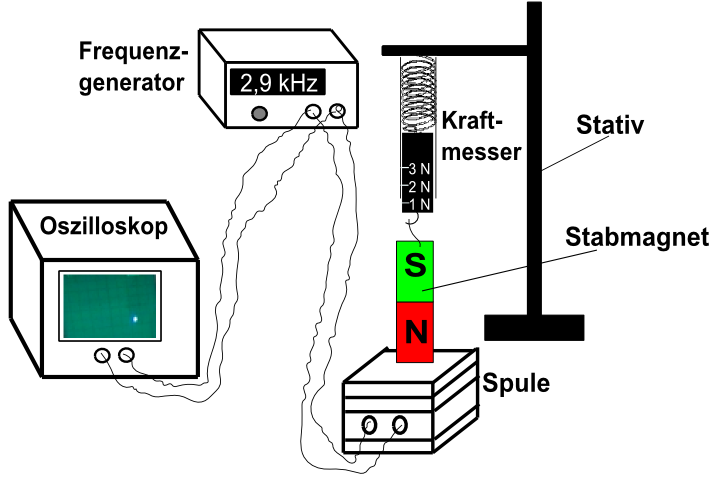 Frequenz-
generator
2,9 kHz
Kraft-
messer
3 N
2 N
1 N
Stativ
Oszilloskop
Stabmagnet
S
N
Spule